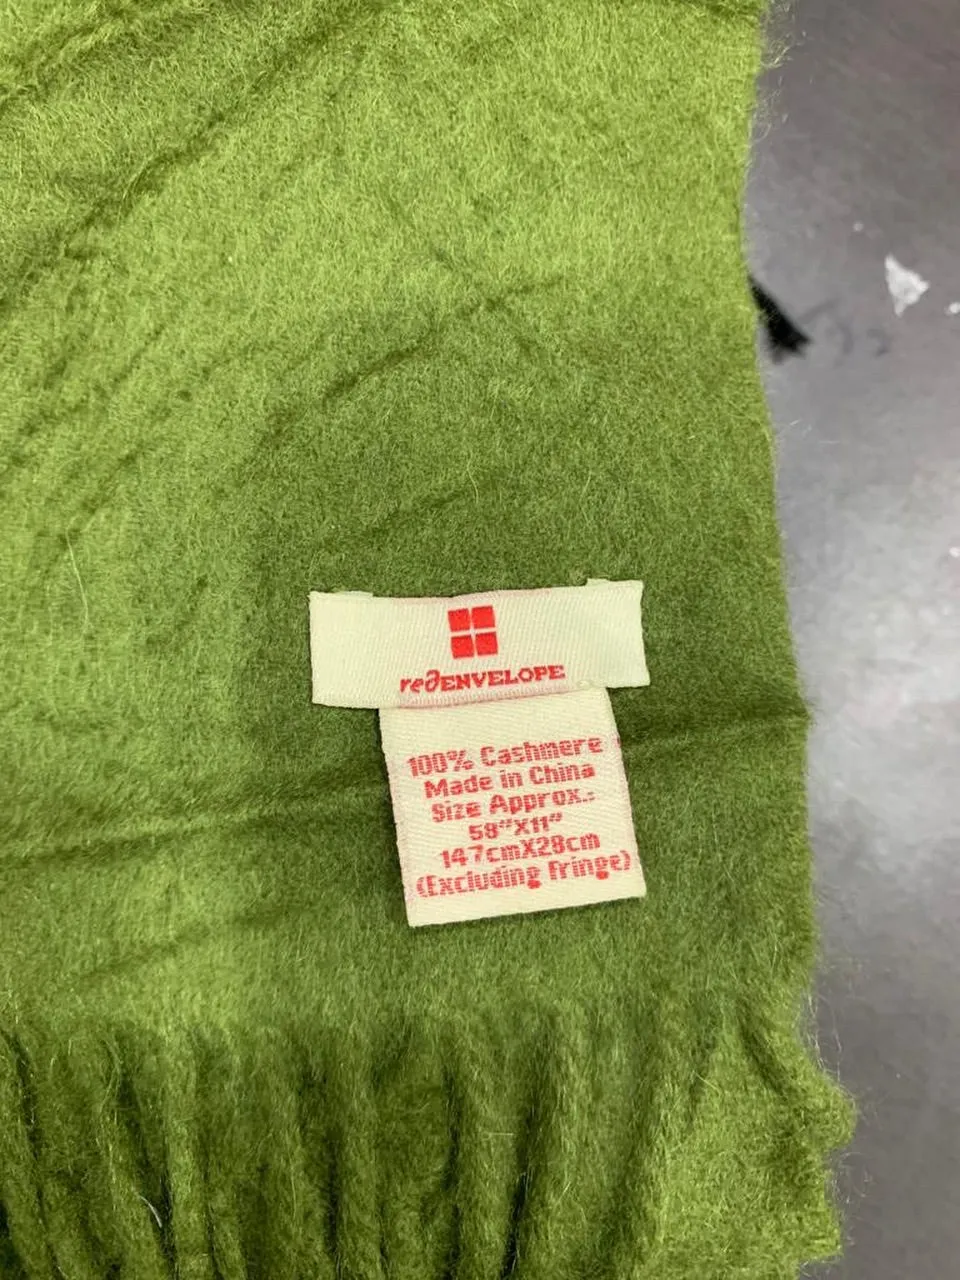 redENVELOPE
100% Cashmere
Made in China
Size Approx.:
58"X11"
147cmX28cm
(Excluding Fringe)